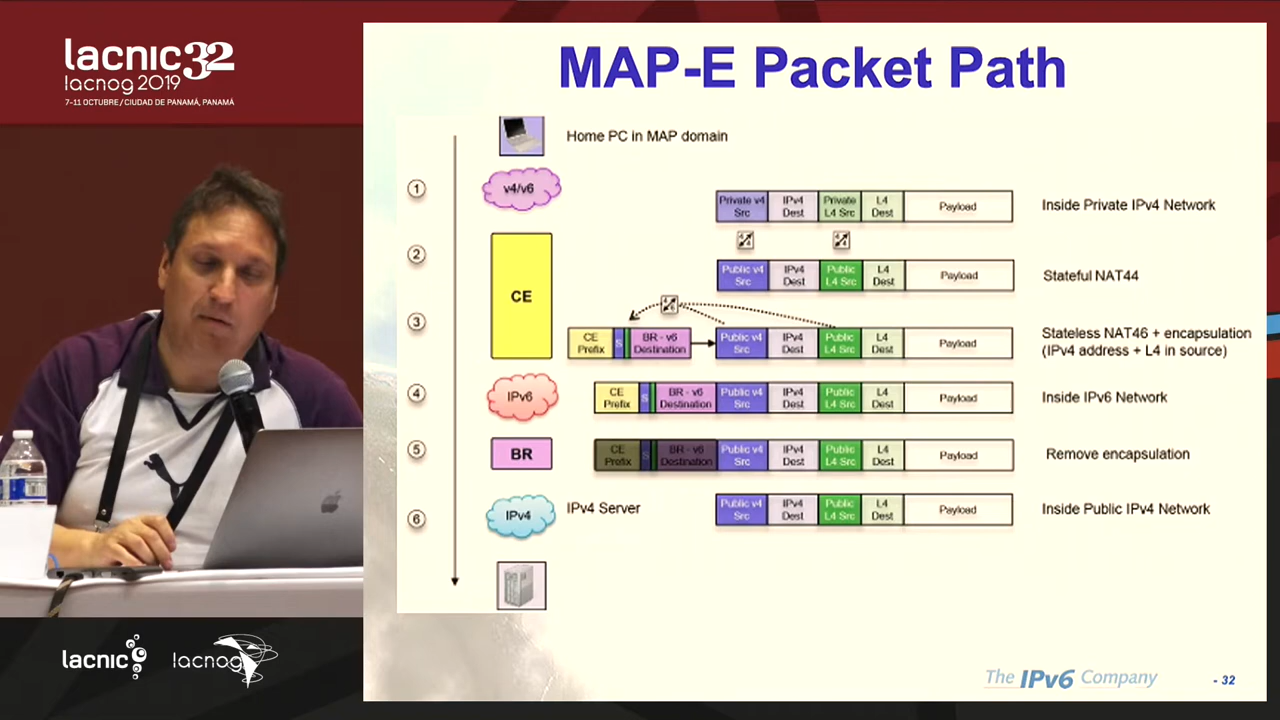 lacnic32
lacnog 2019
7-11 OCTUBRE / CIUDAD DE PANAMÁ, PANAMÁ
MAP-E Packet Path
Home PC in MAP domain
1
v4/v6
Private v4 Src
IPv4 Dest
Private L4 Src
L4 Dest
Payload
Inside Private IPv4 Network
2
CE
Public v4 Src
IPv4 Dest
Public L4 Src
L4 Dest
Payload
Stateful NAT44
3
CE Prefix
S
BR - v6 Destination
Public v4 Src
IPv4 Dest
Public L4 Src
L4 Dest
Payload
Stateless NAT46 + encapsulation
(IPv4 address + L4 in source)
4
IPv6
CE Prefix
S
BR - v6 Destination
Public v4 Src
IPv4 Dest
Public L4 Src
L4 Dest
Payload
Inside IPv6 Network
5
BR
CE Prefix
S
BR - v6 Destination
Public v4 Src
IPv4 Dest
Public L4 Src
L4 Dest
Payload
Remove encapsulation
6
IPv4
IPv4 Server
Public v4 Src
IPv4 Dest
Public L4 Src
L4 Dest
Payload
Inside Public IPv4 Network
lacnic
lacnog
The IPv6 Company
- 32